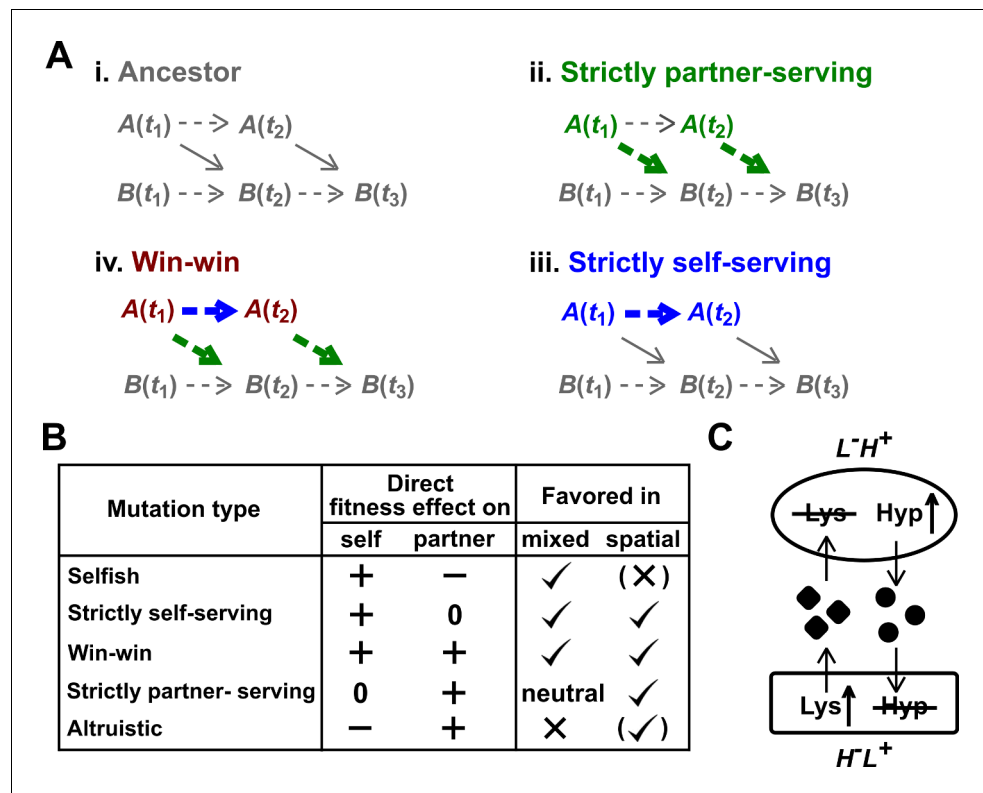 A
i. Ancestor
A(t1) A(t2)
B(t1) B(t2) B(t3)
ii. Strictly partner-serving
A(t1) A(t2)
B(t1) B(t2) B(t3)
iv. Win-win
A(t1) A(t2)
B(t1) B(t2) B(t3)
iii. Strictly self-serving
A(t1) A(t2)
B(t1) B(t2) B(t3)
B
Mutation type Direct fitness effect on Favored in
self partner mixed spatial
Selfish + − ✓ (✕)
Strictly self-serving + 0 ✓ ✓
Win-win + + ✓ ✓
Strictly partner- serving 0 + neutral ✓
Altruistic − + ✕ (✓)
C
L⁻H⁺
Lys Hyp
Lys Hyp
H⁻L⁺